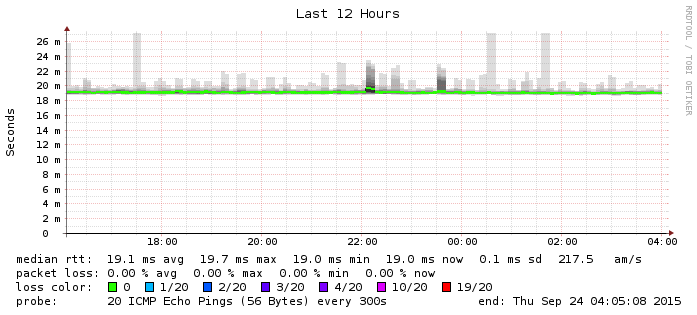 Last 12 Hours
RRDTOOL / TOBI OETIKER
Seconds
26 m
24 m
22 m
20 m
18 m
16 m
14 m
12 m
10 m
8 m
6 m
4 m
2 m
0
18:00 20:00 22:00 00:00 02:00 04:00
median rtt: 19.1 ms avg 19.7 ms max 19.0 ms min 19.0 ms now 0.1 ms sd 217.5 am/s
packet loss: 0.00 % avg 0.00 % max 0.00 % min 0.00 % now
loss color: 0 1/20 2/20 3/20 4/20 10/20 19/20
probe: 20 ICMP Echo Pings (56 Bytes) every 300s end: Thu Sep 24 04:05:08 2015